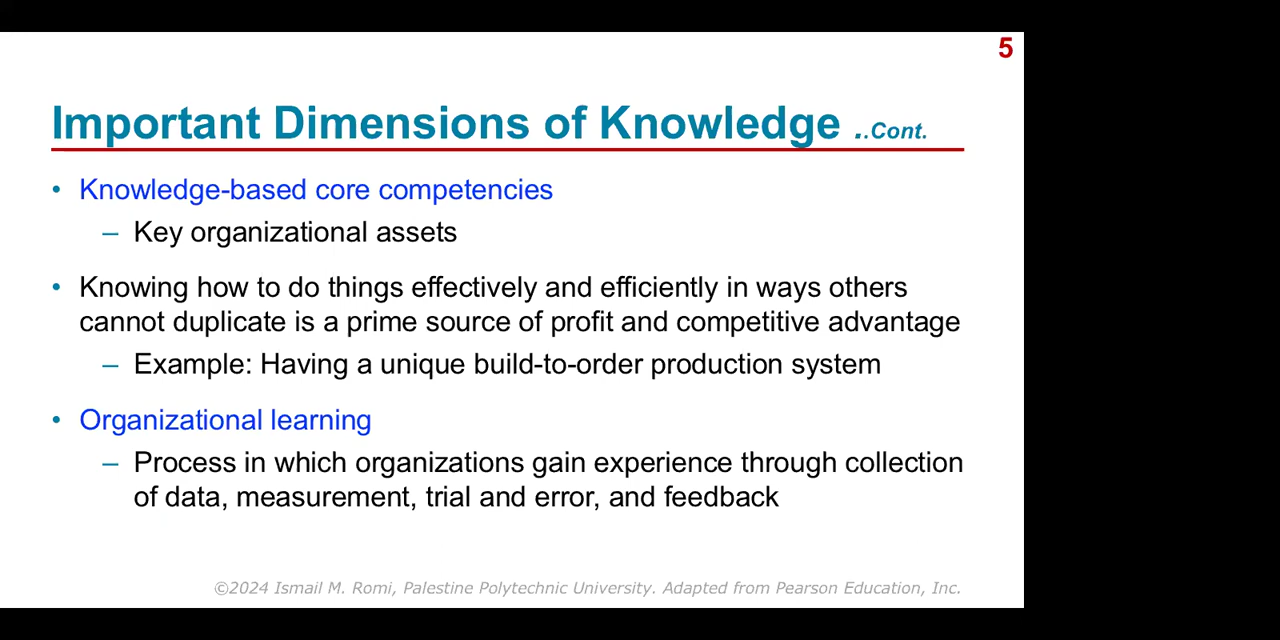 5
Important Dimensions of Knowledge ..Cont.
• Knowledge-based core competencies
– Key organizational assets
• Knowing how to do things effectively and efficiently in ways others
cannot duplicate is a prime source of profit and competitive advantage
– Example: Having a unique build-to-order production system
• Organizational learning
– Process in which organizations gain experience through collection
of data, measurement, trial and error, and feedback
©2024 Ismail M. Romi, Palestine Polytechnic University. Adapted from Pearson Education, Inc.